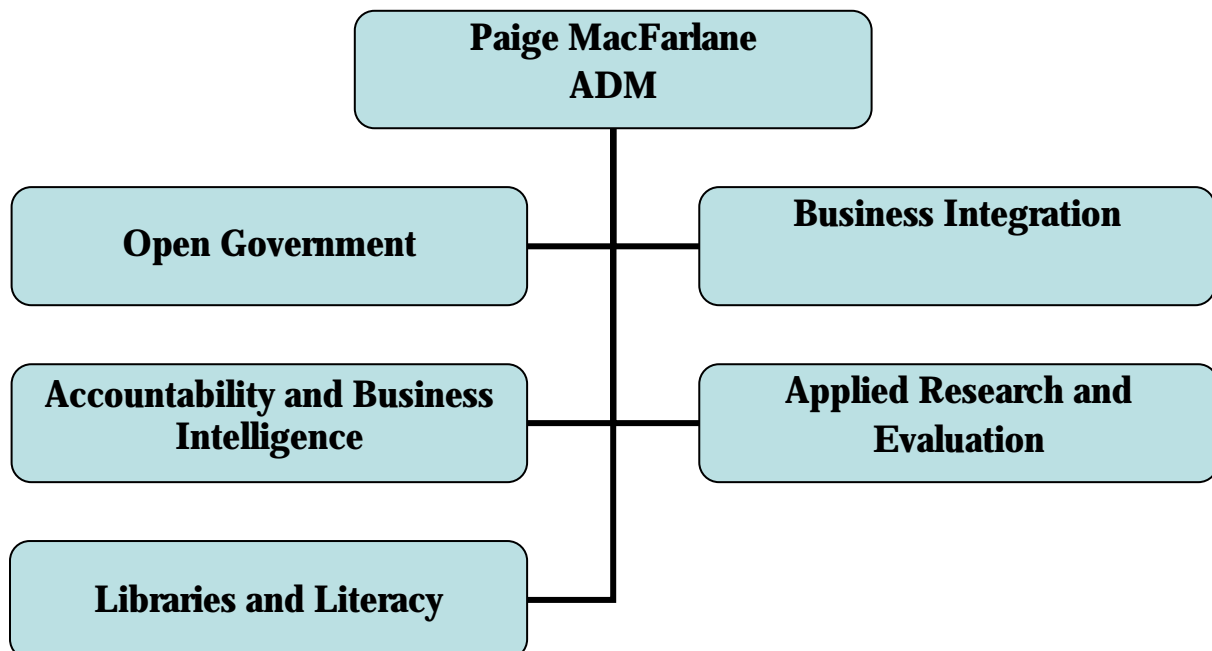 Paige MacFarlane
ADM
Open Government
Business Integration
Accountability and Business
Intelligence
Applied Research and
Evaluation
Libraries and Literacy